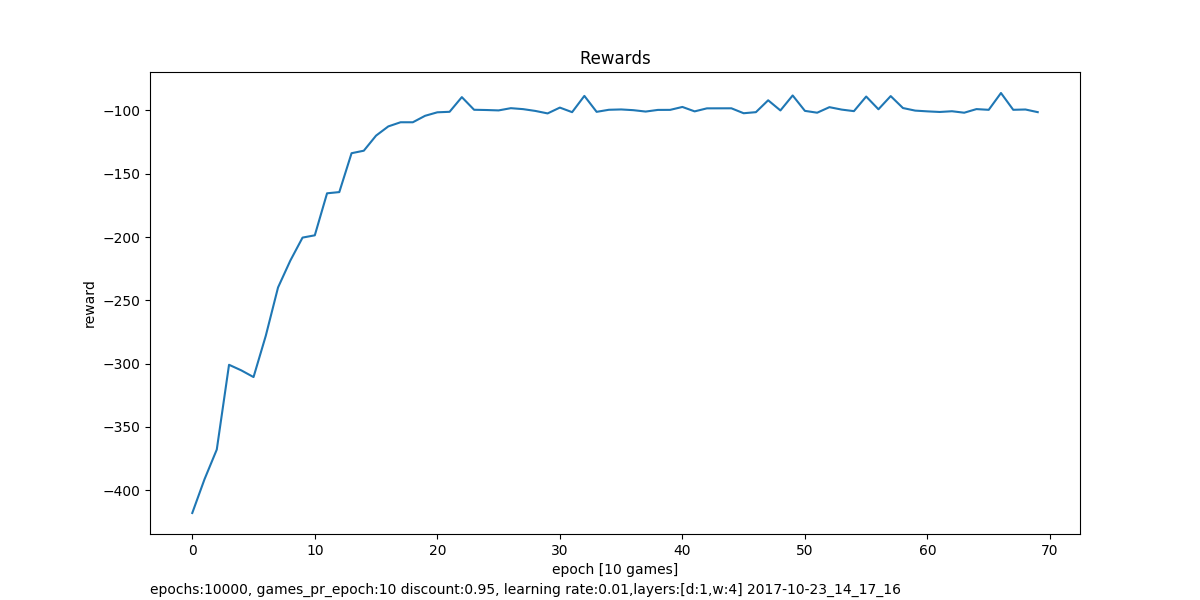 Rewards
−100
−150
−200
−250
−300
−350
−400
reward
0 10 20 30 40 50 60 70
epoch [10 games]
epochs:10000, games_pr_epoch:10 discount:0.95, learning rate:0.01,layers:[d:1,w:4] 2017-10-23_14_17_16